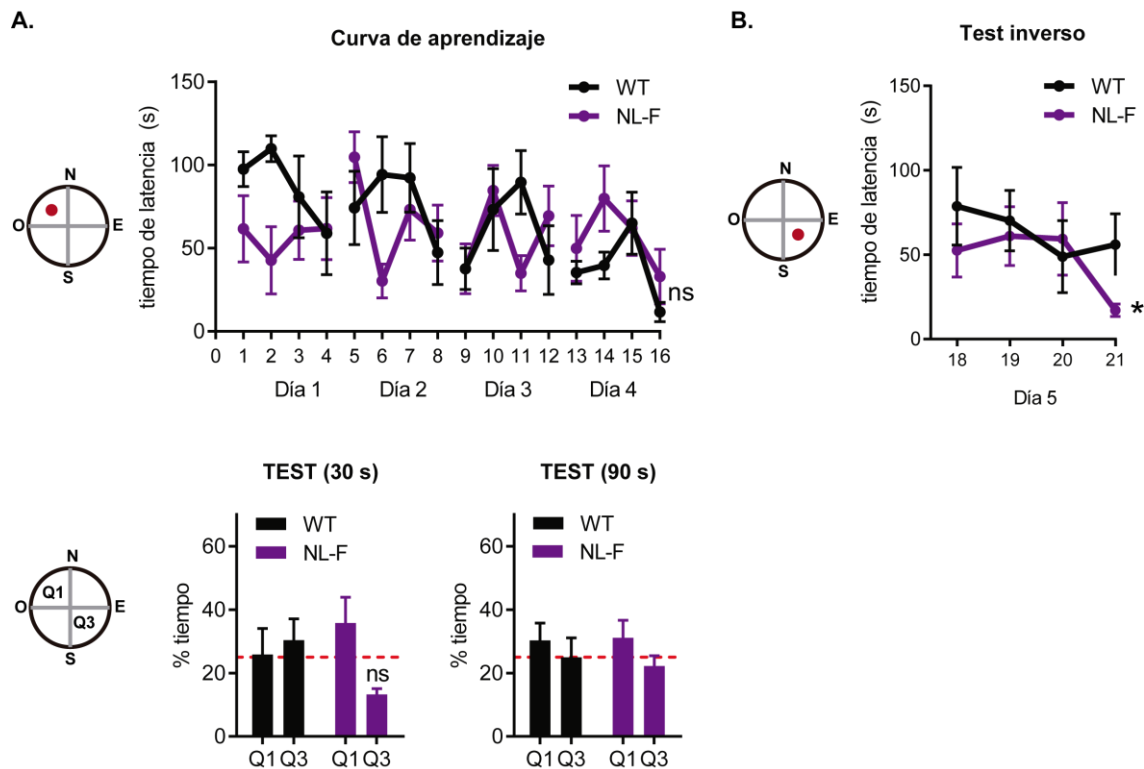 A.
Curva de aprendizaje
WT
NL-F
tiempo de latencia (s)
150
100
50
0
N
O
E
S
ns
0 1 2 3 4 5 6 7 8 9 10 11 12 13 14 15 16
Día 1 Día 2 Día 3 Día 4
B.
Test inverso
WT
NL-F
tiempo de latencia (s)
150
100
50
0
N
O
E
S
*
18 19 20 21
Día 5
N
O
E
S
Q1
Q3
TEST (30 s)
WT
NL-F
% tiempo
60
40
20
0
ns
Q1 Q3 Q1 Q3
TEST (90 s)
WT
NL-F
% tiempo
60
40
20
0
Q1 Q3 Q1 Q3